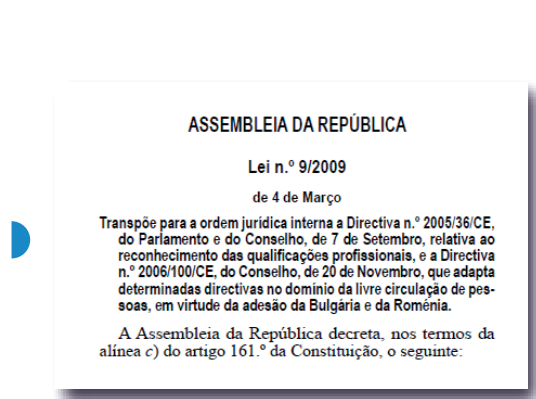 ASSEMBLEIA DA REPÚBLICA
Lei n.º 9/2009
de 4 de Março
Transpõe para a ordem jurídica interna a Directiva n.º 2005/36/CE,
do Parlamento e do Conselho, de 7 de Setembro, relativa ao
reconhecimento das qualificações profissionais, e a Directiva
n.º 2006/100/CE, do Conselho, de 20 de Novembro, que adapta
determinadas directivas no domínio da livre circulação de pes-
soas, em virtude da adesão da Bulgária e da Roménia.
A Assembleia da República decreta, nos termos da
alínea c) do artigo 161.º da Constituição, o seguinte: